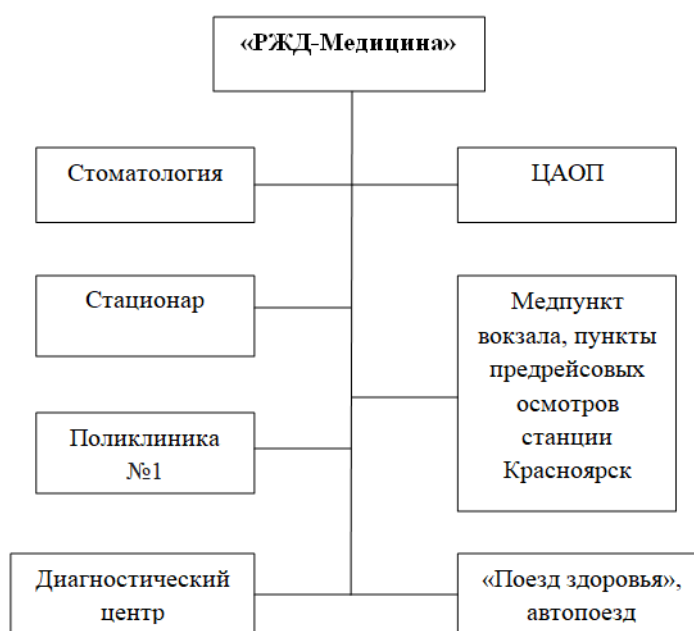 «РЖД-Медицина»
Стоматология
ЦАОП
Стационар
Медпункт
вокзала, пункты
предрейсовых
осмотров
станции
Красноярск
Поликлиника
№1
Диагностический
центр
«Поезд здоровья»,
автопоезд